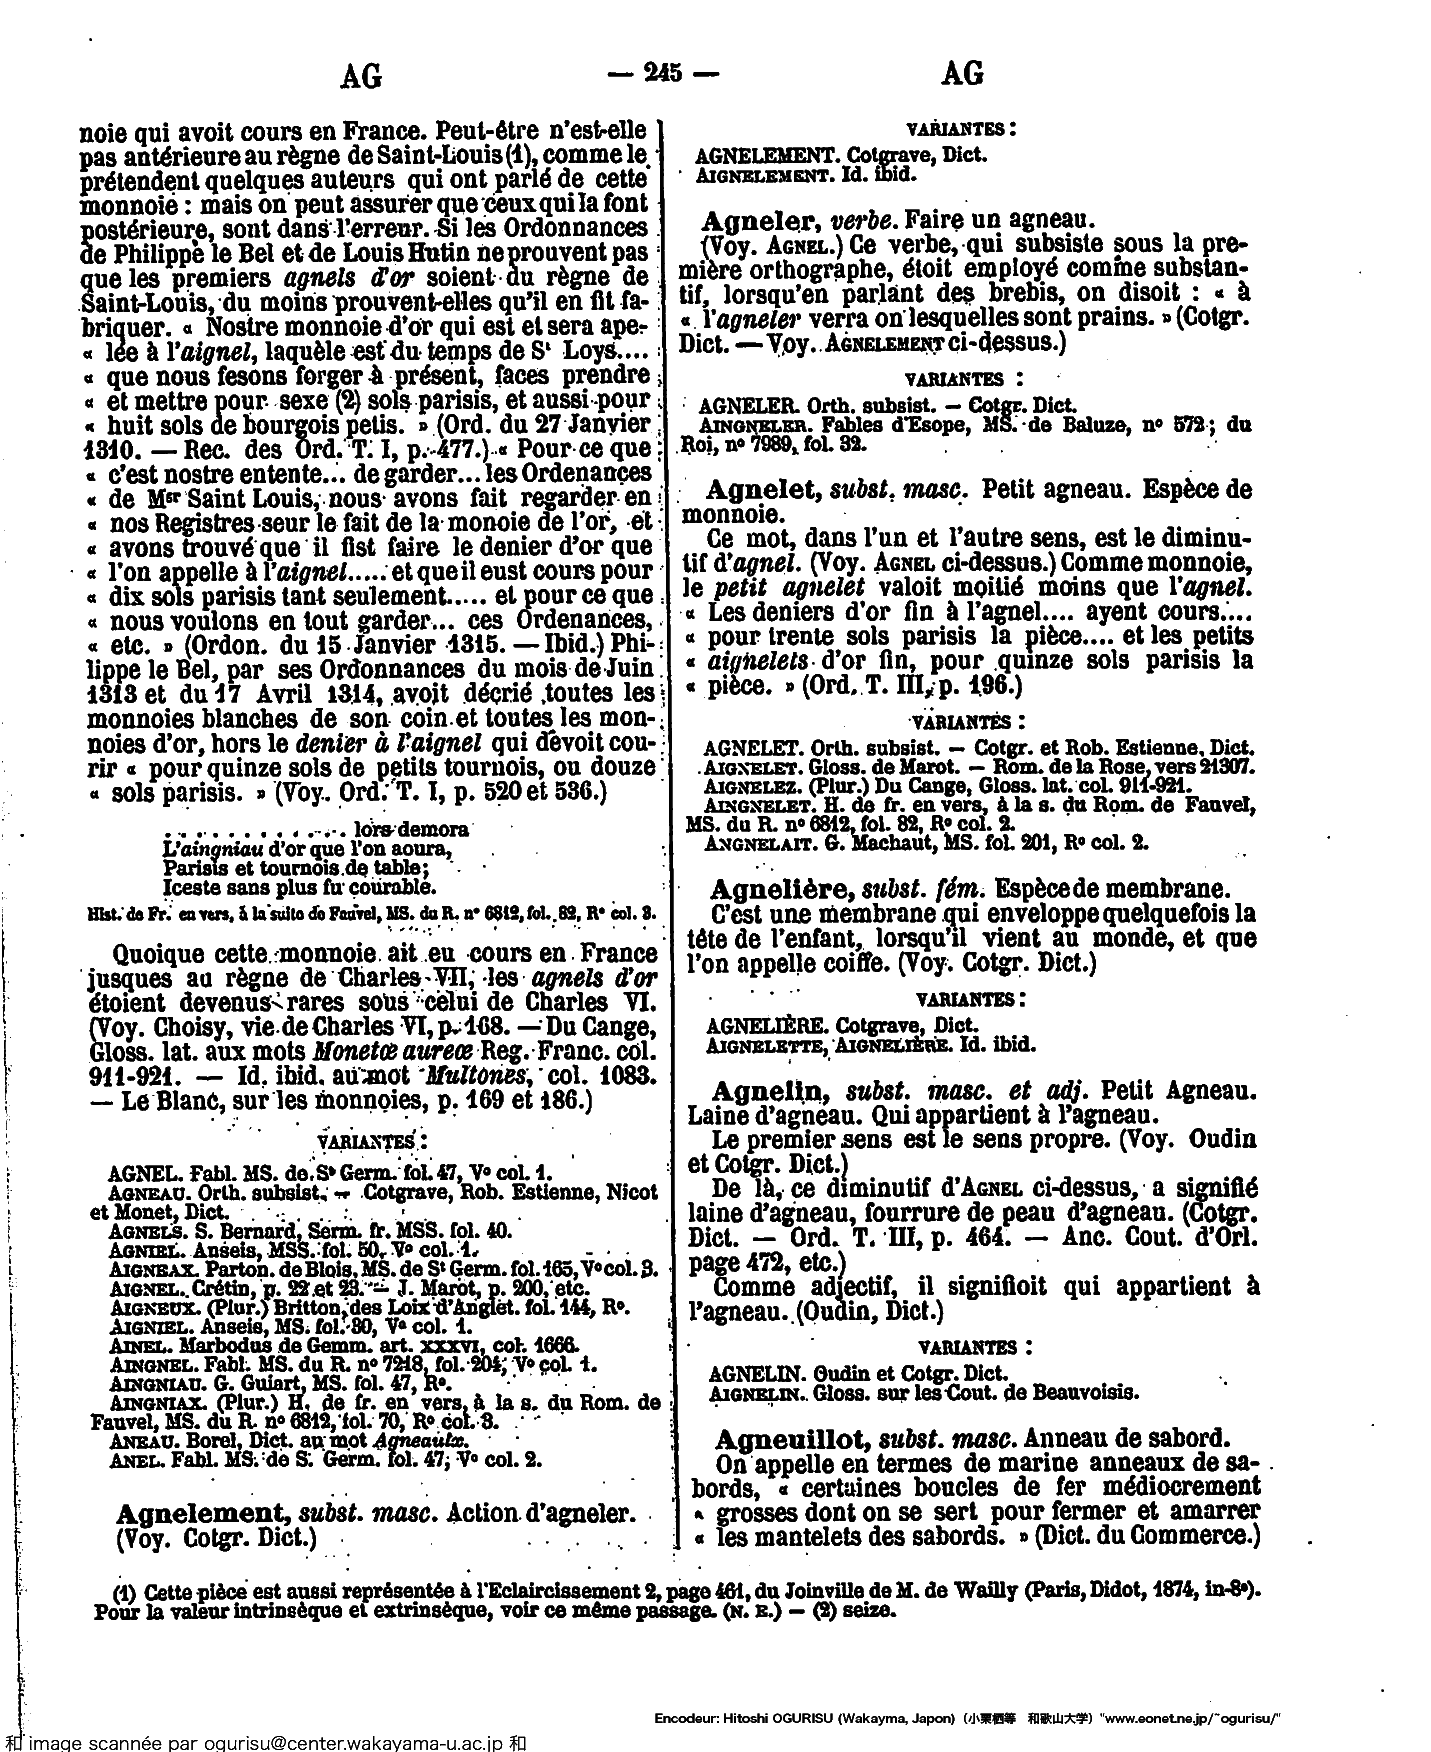 AG
— 245 —
AG
noie qui avoit cours en France. Peut-être n'est-elle
pas antérieure au règne de Saint-Louis (1), comme le
prétendent quelques auteurs qui ont parlé de cette
monnoie : mais on peut assurer que ceux qui la font
postérieure, sont dans l'erreur. Si les Ordonnances
de Philippe le Bel et de Louis Hutin ne prouvent pas
que les premiers agnels d'or soient du règne de
Saint-Louis, du moins prouvent-elles qu'il en fit fa-
briquer. « Nostre monnoie d'or qui est et sera ape-
« lée à l'aignel, laquèle est du temps de St Loys....
« que nous fesons forger à présent, faces prendre
« et mettre pour sexe (2) sols parisis, et aussi pour
« huit sols de bourgois petis. » (Ord. du 27 Janvier
1310. — Rec. des Ord. T. I, p. 477.) « Pour ce que
« c'est nostre entente... de garder... les Ordenances
« de Msr Saint Louis, nous avons fait regarder en
« nos Registres seur le fait de la monoie de l'or, et
« avons trouvé que il fist faire le denier d'or que
« l'on appelle à l'aignel..... et que il eust cours pour
« dix sols parisis tant seulement..... et pour ce que
« nous voulons en tout garder... ces Ordenances,
« etc. » (Ordon. du 15 Janvier 1315. — Ibid.) Phi-
lippe le Bel, par ses Ordonnances du mois de Juin
1313 et du 17 Avril 1314, avoit décrié toutes les
monnoies blanches de son coin et toutes les mon-
noies d'or, hors le denier à l'aignel qui devoit cou-
rir « pour quinze sols de petits tournois, ou douze
« sols parisis. » (Voy. Ord. T. I, p. 520 et 536.)
. . . . . . . . . . . . . lors demora
L'aingniau d'or que l'on aoura,
Parisis et tournois de table;
Iceste sans plus fu courable.
Hist. de Fr. en vers, à la suite de Fauvel, MS. du R. n° 6812, fol. 82, R° col. 3.
Quoique cette monnoie ait eu cours en France
jusques au règne de Charles VII, les agnels d'or
étoient devenus rares sous celui de Charles VI.
(Voy. Choisy, vie de Charles VI, p. 168. — Du Cange,
Gloss. lat. aux mots Monetœ aureœ Reg. Franc. col.
911-921. — Id. ibid. au mot Multones, col. 1083.
— Le Blanc, sur les monnoies, p. 169 et 186.)
VARIANTES :
AGNEL. Fabl. MS. de St Germ. fol. 47, V° col. 1.
AGNEAU. Orth. subsist. — Cotgrave, Rob. Estienne, Nicot
et Monet, Dict.
AGNELS. S. Bernard, Serm. fr. MSS. fol. 40.
AGNIEL. Anseis, MSS. fol. 50, V° col. 1.
AIGNEAX. Parton. de Blois, MS. de St Germ. fol. 165, V° col. 3.
AIGNEL. Crétin, p. 22 et 23. — J. Marot, p. 200, etc.
AIGNEUX. (Plur.) Britton, des Loix d'Anglet. fol. 144, R°.
AIGNIEL. Anseis, MS. fol. 30, V° col. 1.
AINEL. Marbodus de Gemm. art. XXXVI, col. 1666.
AINGNEL. Fabl. MS. du R. n° 7218, fol. 204, V° col. 1.
AINGNIAU. G. Guiart, MS. fol. 47, R°.
AINGNIAX. (Plur.) H. de fr. en vers, à la s. du Rom. de
Fauvel, MS. du R. n° 6812, fol. 70, R° col. 3.
ANEAU. Borel, Dict. au mot Agneaulx.
ANEL. Fabl. MS. de S. Germ. fol. 47, V° col. 2.
Agnelement, subst. masc. Action d'agneler.
(Voy. Cotgr. Dict.)
VARIANTES :
AGNELEMENT. Cotgrave, Dict.
AIGNELEMENT. Id. ibid.
Agneler, verbe. Faire un agneau.
(Voy. AGNEL.) Ce verbe, qui subsiste sous la pre-
mière orthographe, étoit employé comme substan-
tif, lorsqu'en parlant des brebis, on disoit : « à
« l'agneler verra on lesquelles sont prains. » (Cotgr.
Dict. — Voy. AGNELEMENT ci-dessus.)
VARIANTES :
AGNELER. Orth. subsist. — Cotgr. Dict.
AINGNELER. Fables d'Esope, MS. de Baluze, n° 572; du
Roi, n° 7989, fol. 32.
Agnelet, subst. masc. Petit agneau. Espèce de
monnoie.
Ce mot, dans l'un et l'autre sens, est le diminu-
tif d'agnel. (Voy. AGNEL ci-dessus.) Comme monnoie,
le petit agnelet valoit moitié moins que l'agnel.
« Les deniers d'or fin à l'agnel.... ayent cours....
« pour trente sols parisis la pièce.... et les petits
« aignelets d'or fin, pour quinze sols parisis la
« pièce. » (Ord. T. III, p. 196.)
VARIANTES :
AGNELET. Orth. subsist. — Cotgr. et Rob. Estienne, Dict.
AIGNELET. Gloss. de Marot. — Rom. de la Rose, vers 21307.
AIGNELEZ. (Plur.) Du Cange, Gloss. lat. col. 911-921.
AINGNELET. H. de fr. en vers, à la s. du Rom. de Fauvel,
MS. du R. n° 6812, fol. 82, R° col. 2.
ANGNELAIT. G. Machaut, MS. fol. 201, R° col. 2.
Agnelière, subst. fém. Espèce de membrane.
C'est une membrane qui enveloppe quelquefois la
tête de l'enfant, lorsqu'il vient au monde, et que
l'on appelle coiffe. (Voy. Cotgr. Dict.)
VARIANTES :
AGNELIÈRE. Cotgrave, Dict.
AIGNELETTE, AIGNELIÈRE. Id. ibid.
Agnelin, subst. masc. et adj. Petit Agneau.
Laine d'agneau. Qui appartient à l'agneau.
Le premier sens est le sens propre. (Voy. Oudin
et Cotgr. Dict.)
De là, ce diminutif d'AGNEL ci-dessus, a signifié
laine d'agneau, fourrure de peau d'agneau. (Cotgr.
Dict. — Ord. T. III, p. 464. — Anc. Cout. d'Orl.
page 472, etc.)
Comme adjectif, il signifioit qui appartient à
l'agneau. (Oudin, Dict.)
VARIANTES :
AGNELIN. Oudin et Cotgr. Dict.
AIGNELIN. Gloss. sur les Cout. de Beauvoisis.
Agneuillot, subst. masc. Anneau de sabord.
On appelle en termes de marine anneaux de sa-
bords, « certaines boucles de fer médiocrement
« grosses dont on se sert pour fermer et amarrer
« les mantelets des sabords. » (Dict. du Commerce.)
(1) Cette pièce est aussi représentée à l'Eclaircissement 2, page 461, du Joinville de M. de Wailly (Paris, Didot, 1874, in-8°).
Pour la valeur intrinsèque et extrinsèque, voir ce même passage. (N. E.) — (2) seize.
Encodeur: Hitoshi OGURISU (Wakayma, Japon) (小栗栖等 和歌山大学) "www.eonet.ne.jp/~ogurisu/"
和 image scannée par ogurisu@center.wakayama-u.ac.jp 和